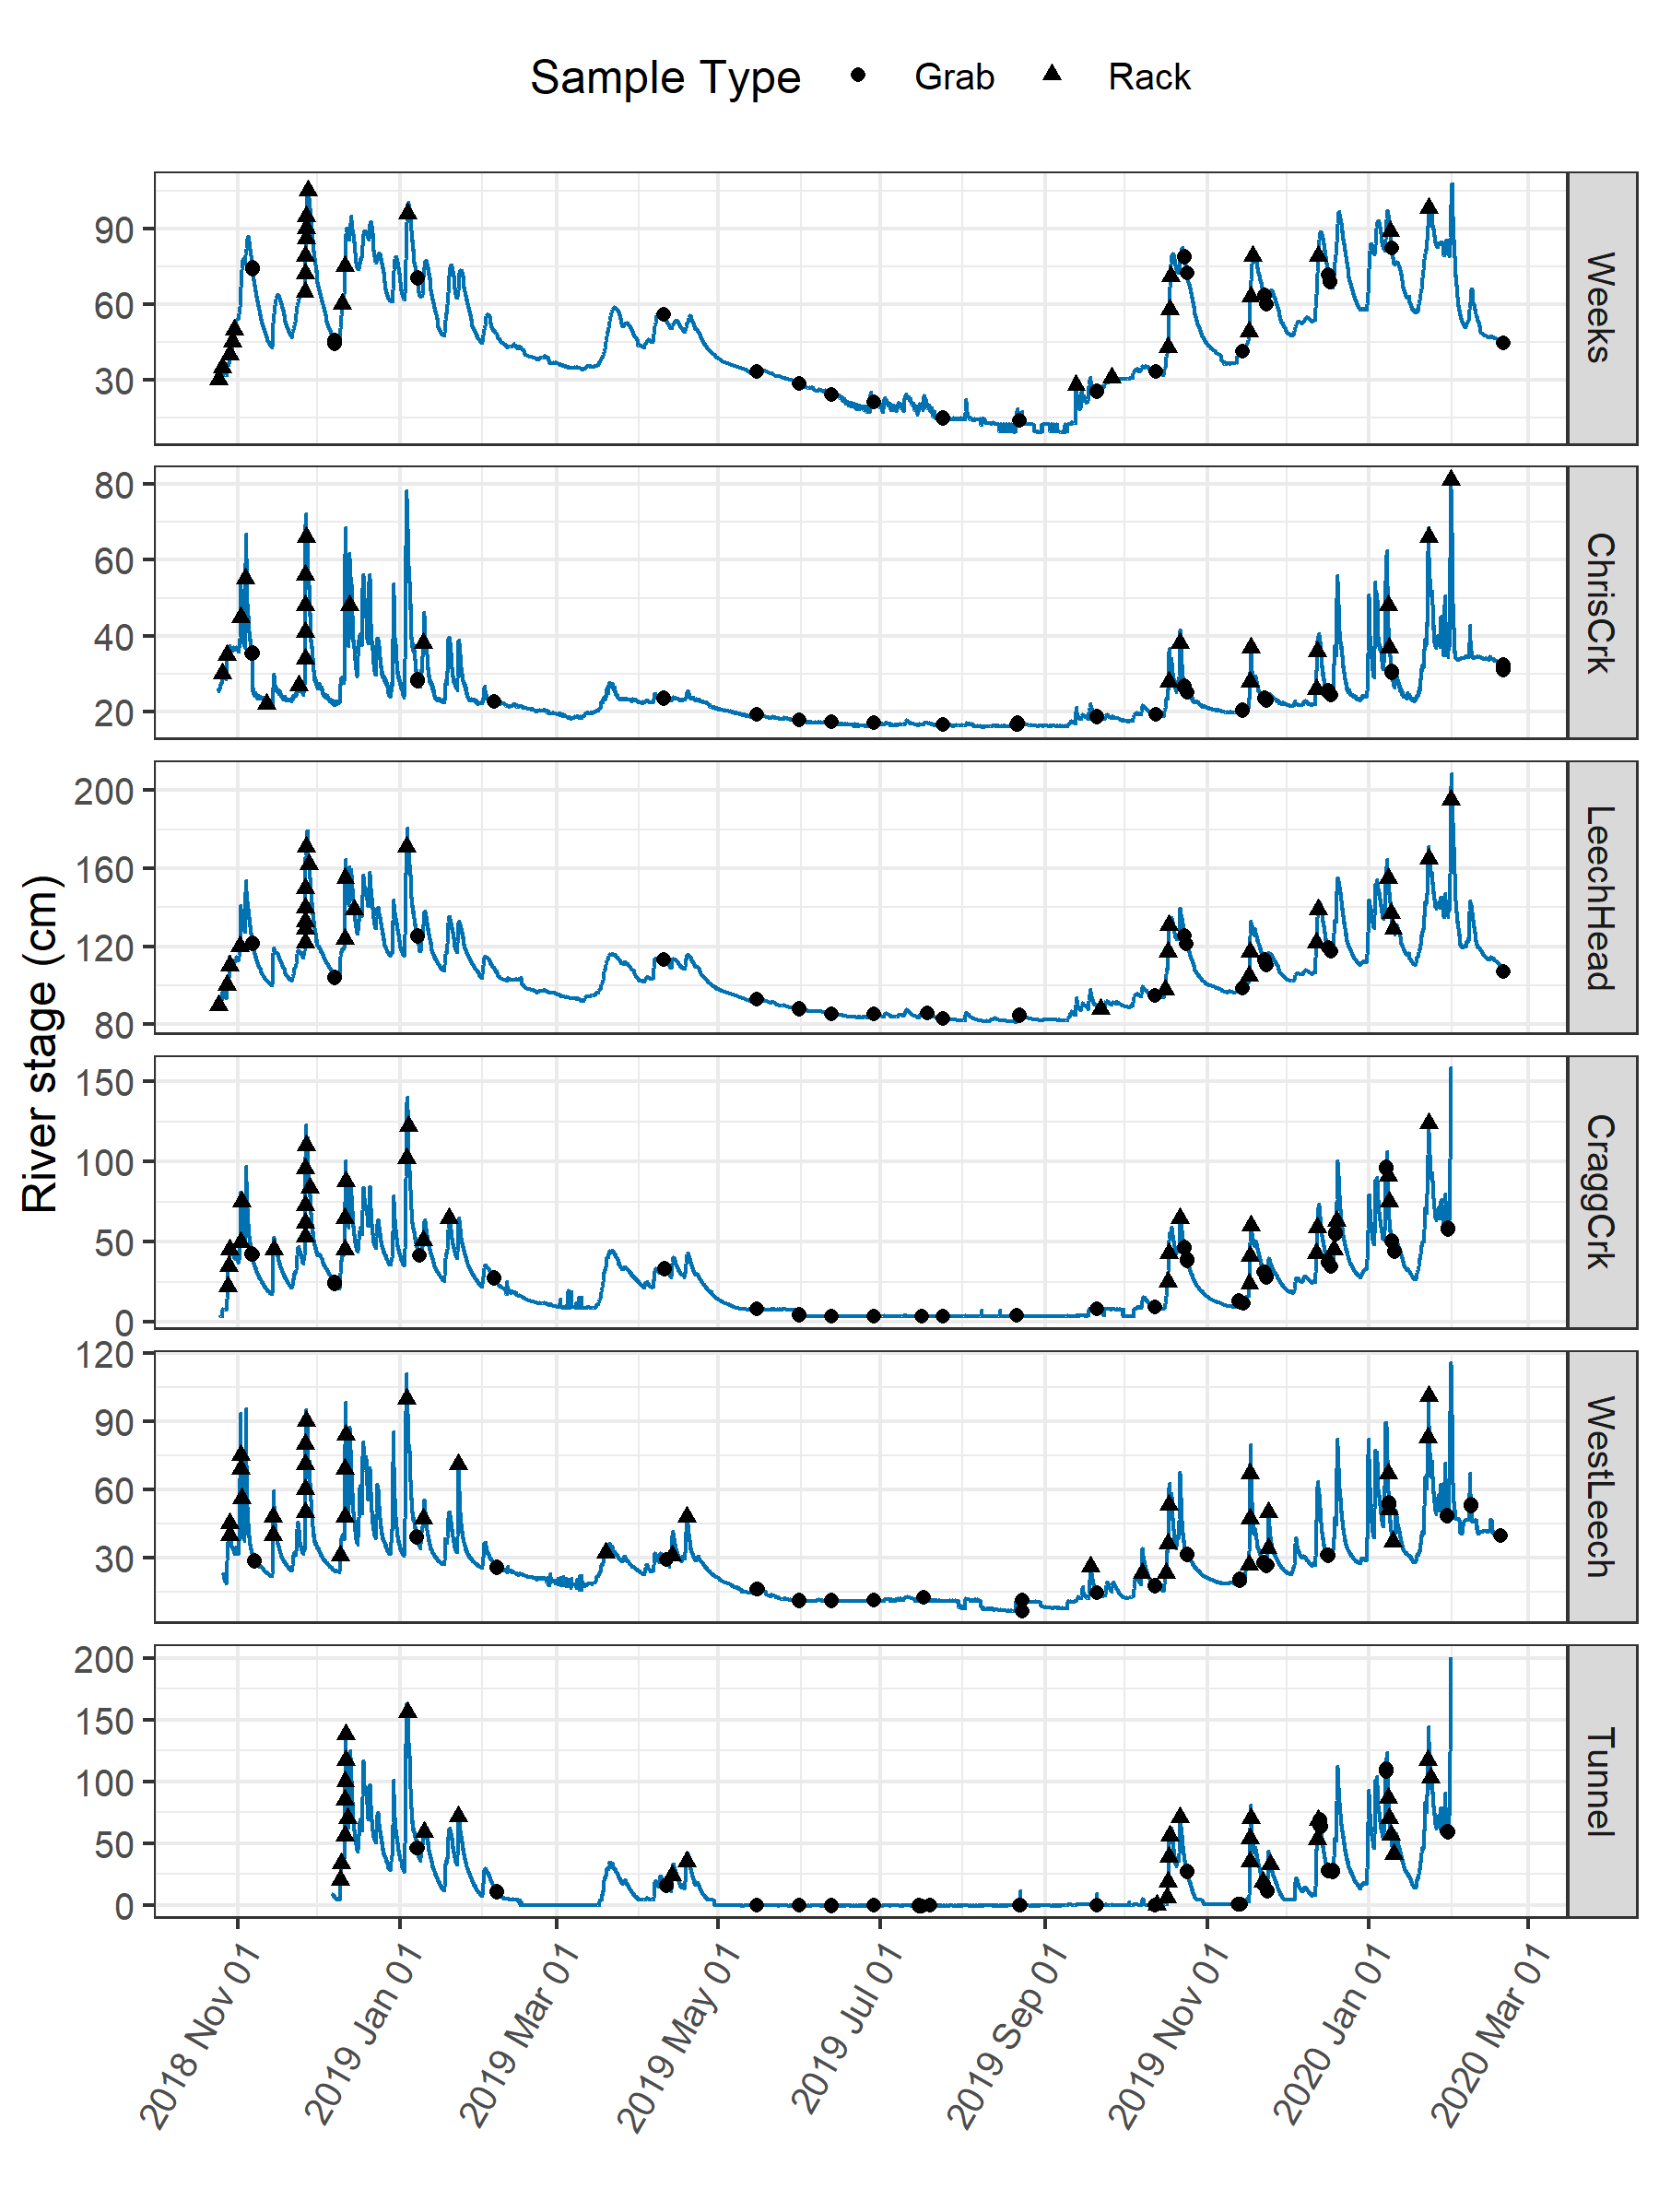 Sample Type Grab Rack
90
60
30
Weeks
80
60
40
20
ChrisCrk
200
160
120
80
LeechHead
River stage (cm)
150
100
50
0
CraggCrk
120
90
60
30
WestLeech
200
150
100
50
0
Tunnel
2018 Nov 01
2019 Jan 01
2019 Mar 01
2019 May 01
2019 Jul 01
2019 Sep 01
2019 Nov 01
2020 Jan 01
2020 Mar 01